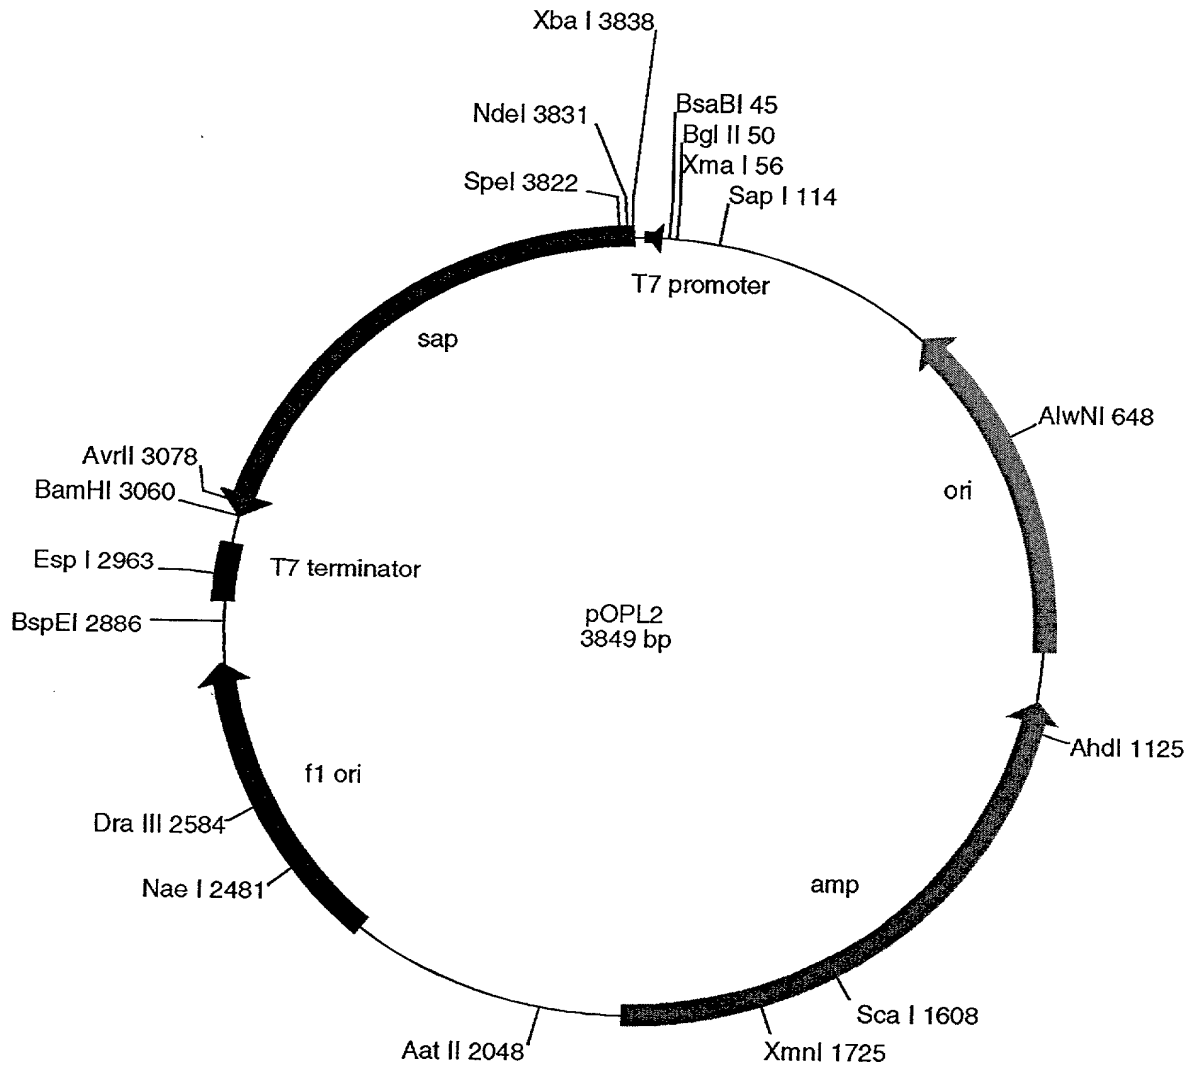 Xba I 3838
NdeI 3831
BsaBI 45
Bgl II 50
Xma I 56
SpeI 3822
Sap I 114
T7 promoter
sap
AlwNI 648
AvrII 3078
BamHI 3060
ori
Esp I 2963
T7 terminator
pOPL2
3849 bp
BspEI 2886
AhdI 1125
f1 ori
Dra III 2584
Nae I 2481
amp
Sca I 1608
Aat II 2048
XmnI 1725